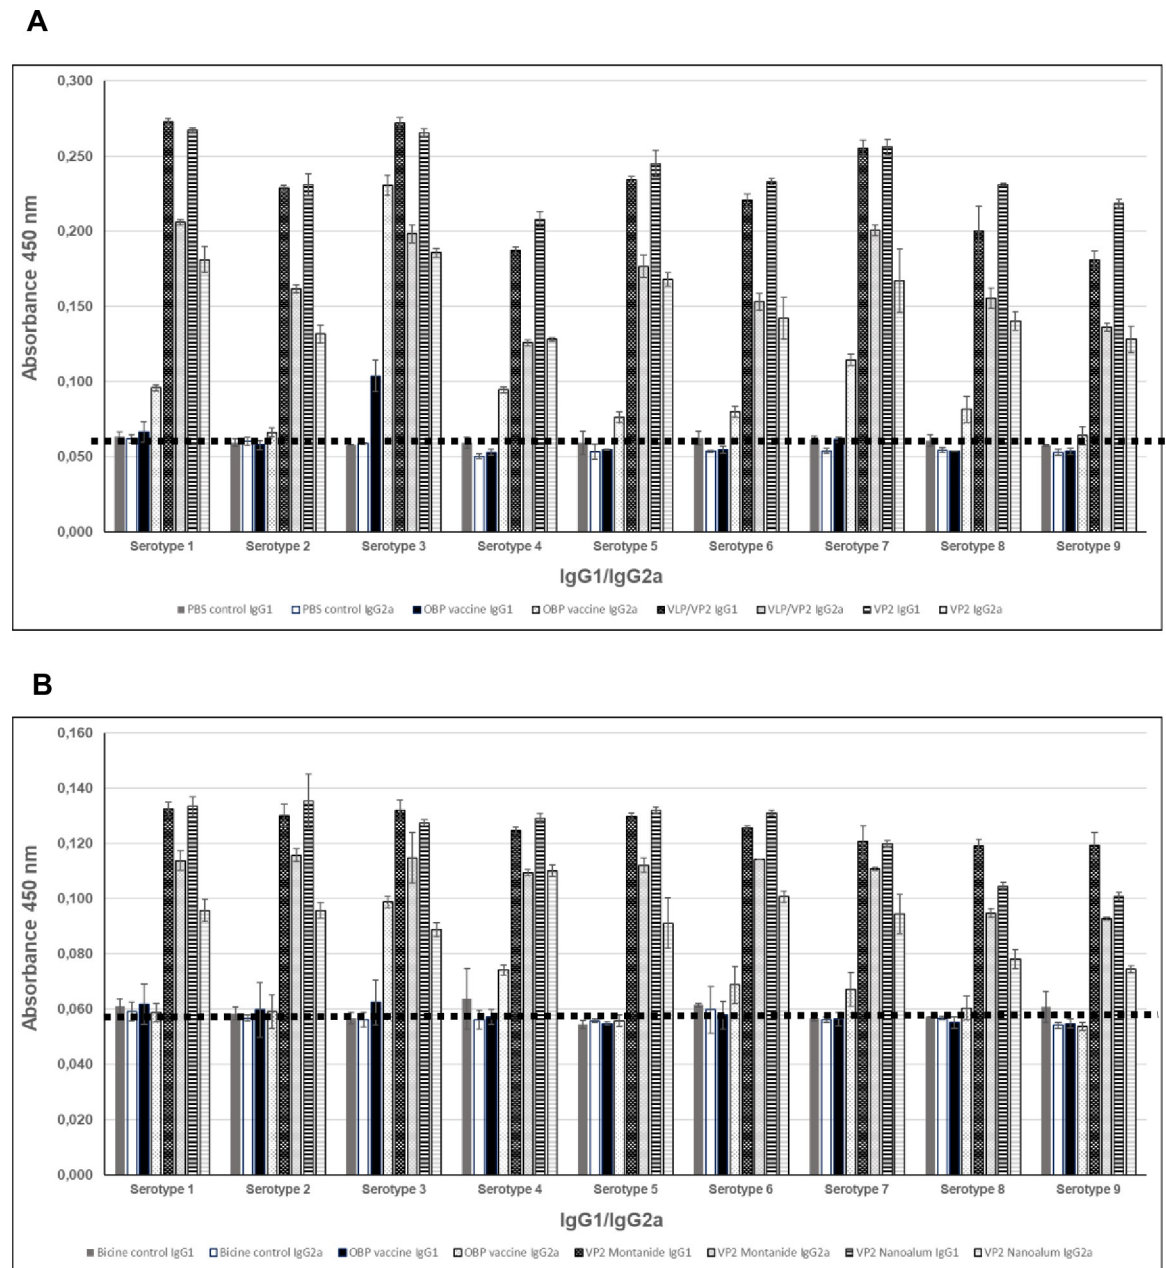 A
0,300
0,250
0,200
0,150
0,100
0,050
0,000
Absorbance 450 nm
Serotype 1 Serotype 2 Serotype 3 Serotype 4 Serotype 5 Serotype 6 Serotype 7 Serotype 8 Serotype 9
IgG1/IgG2a
PBS control IgG1 PBS control IgG2a OBP vaccine IgG1 OBP vaccine IgG2a VLP/VP2 IgG1 VLP/VP2 IgG2a VP2 IgG1 VP2 IgG2a
B
0,160
0,140
0,120
0,100
0,080
0,060
0,040
0,020
0,000
Absorbance 450 nm
Serotype 1 Serotype 2 Serotype 3 Serotype 4 Serotype 5 Serotype 6 Serotype 7 Serotype 8 Serotype 9
IgG1/IgG2a
Bicine control IgG1 Bicine control IgG2a OBP vaccine IgG1 OBP vaccine IgG2a VP2 Montanide IgG1 VP2 Montanide IgG2a VP2 Nanoalum IgG1 VP2 Nanoalum IgG2a